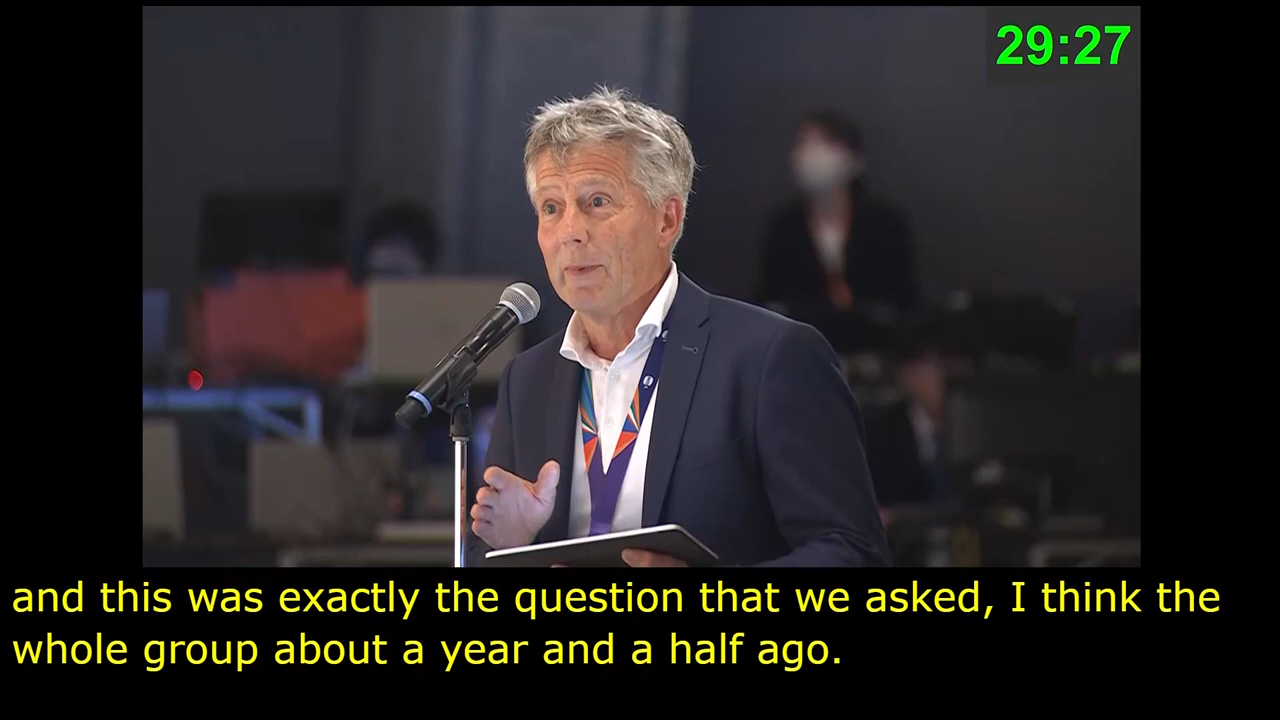 29:27
and this was exactly the question that we asked, I think the
whole group about a year and a half ago.